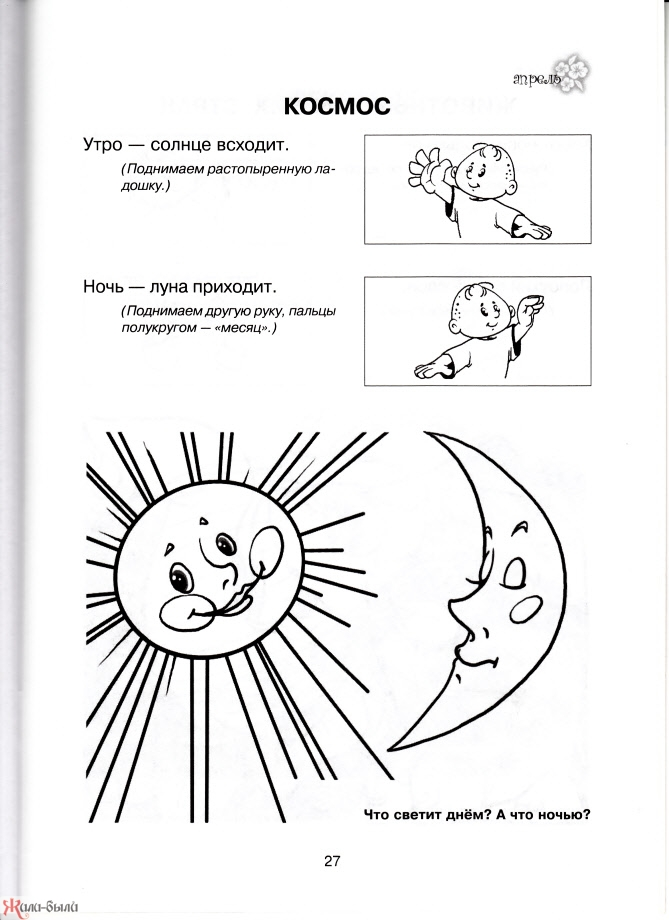 апрель
КОСМОС
Утро — солнце всходит.
(Поднимаем растопыренную ла-
дошку.)
Ночь — луна приходит.
(Поднимаем другую руку, пальцы
полукругом — «месяц».)
Что светит днём? А что ночью?
27
Жили-были